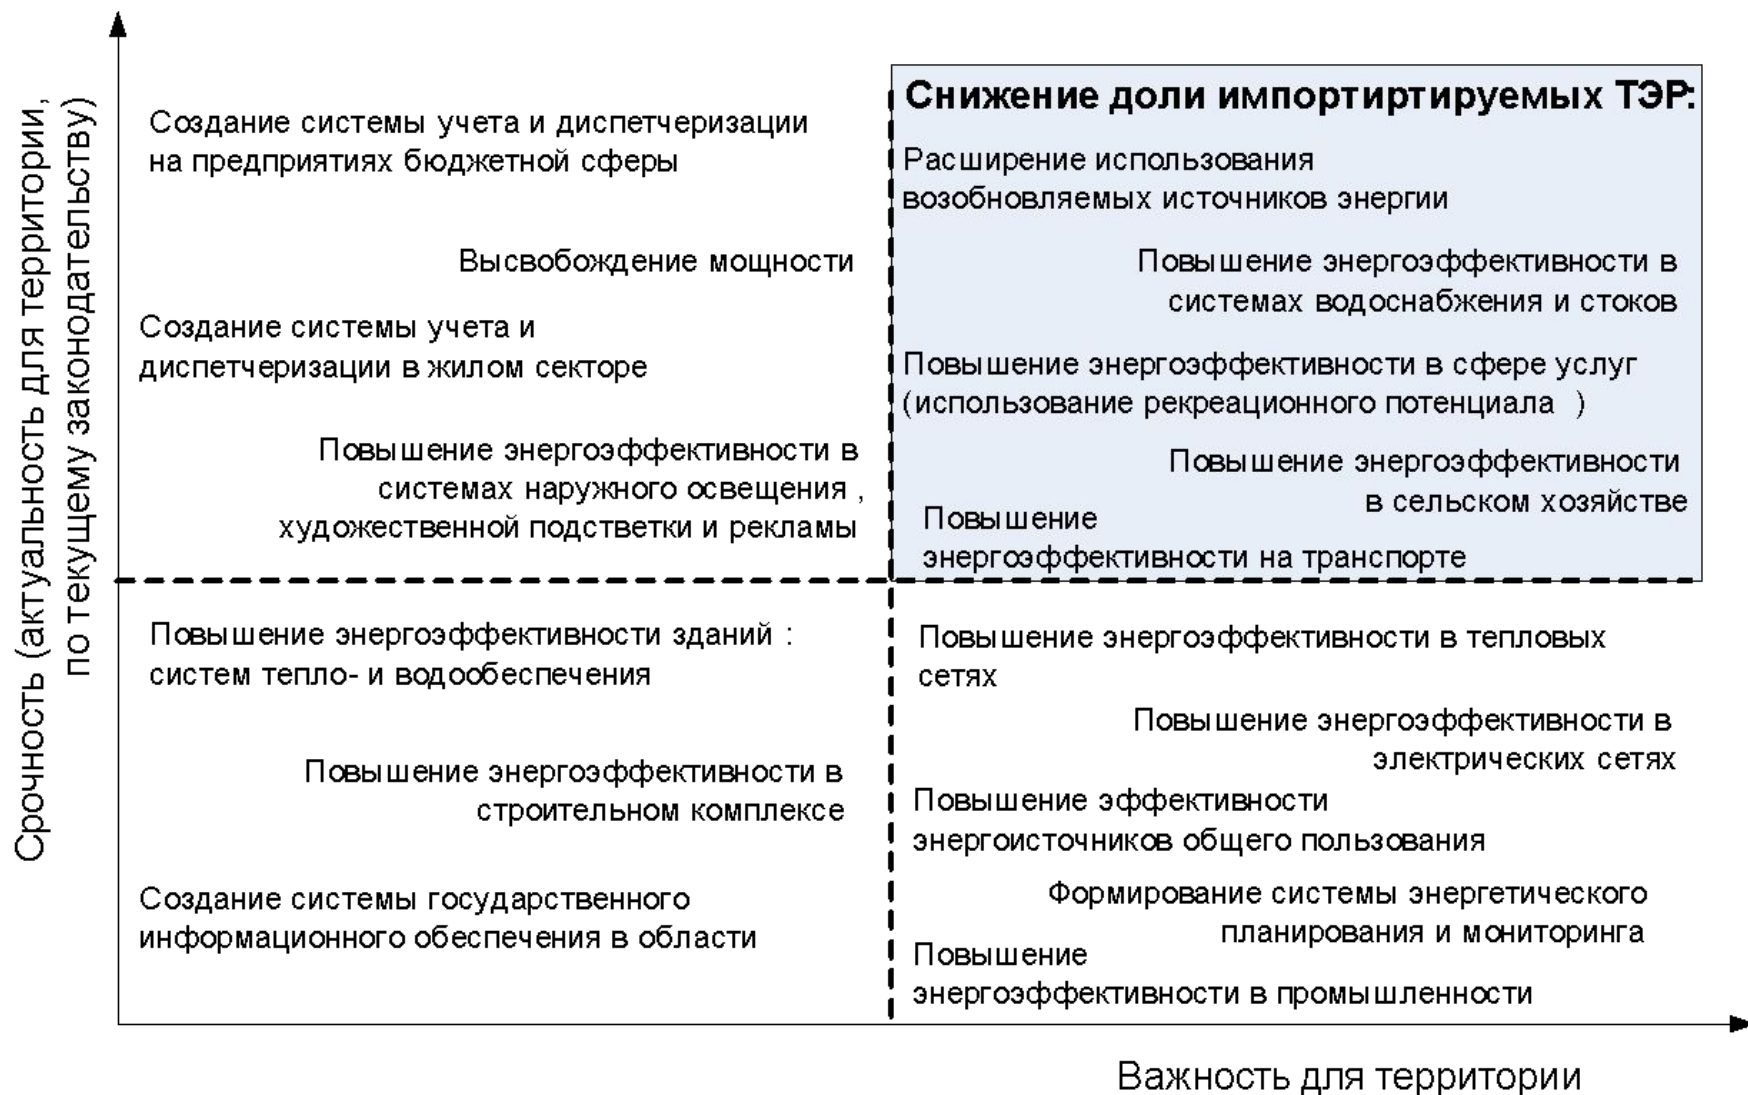 Срочность (актуальность для территории,
по текущему законодательству)
Создание системы учета и диспетчеризации
на предприятиях бюджетной сферы
Высвобождение мощности
Создание системы учета и
диспетчеризации в жилом секторе
Повышение энергоэффективности в
системах наружного освещения ,
художественной подстветки и рекламы
Снижение доли импортиртируемых ТЭР:
Расширение использования
возобновляемых источников энергии
Повышение энергоэффективности в
системах водоснабжения и стоков
Повышение энергоэффективности в сфере услуг
(использование рекреационного потенциала )
Повышение энергоэффективности
в сельском хозяйстве
Повышение
энергоэффективности на транспорте
Повышение энергоэффективности зданий :
систем тепло- и водообеспечения
Повышение энергоэффективности в
строительном комплексе
Создание системы государственного
информационного обеспечения в области
Повышение энергоэффективности в тепловых
сетях
Повышение энергоэффективности в
электрических сетях
Повышение эффективности
энергоисточников общего пользования
Формирование системы энергетического
планирования и мониторинга
Повышение
энергоэффективности в промышленности
Важность для территории